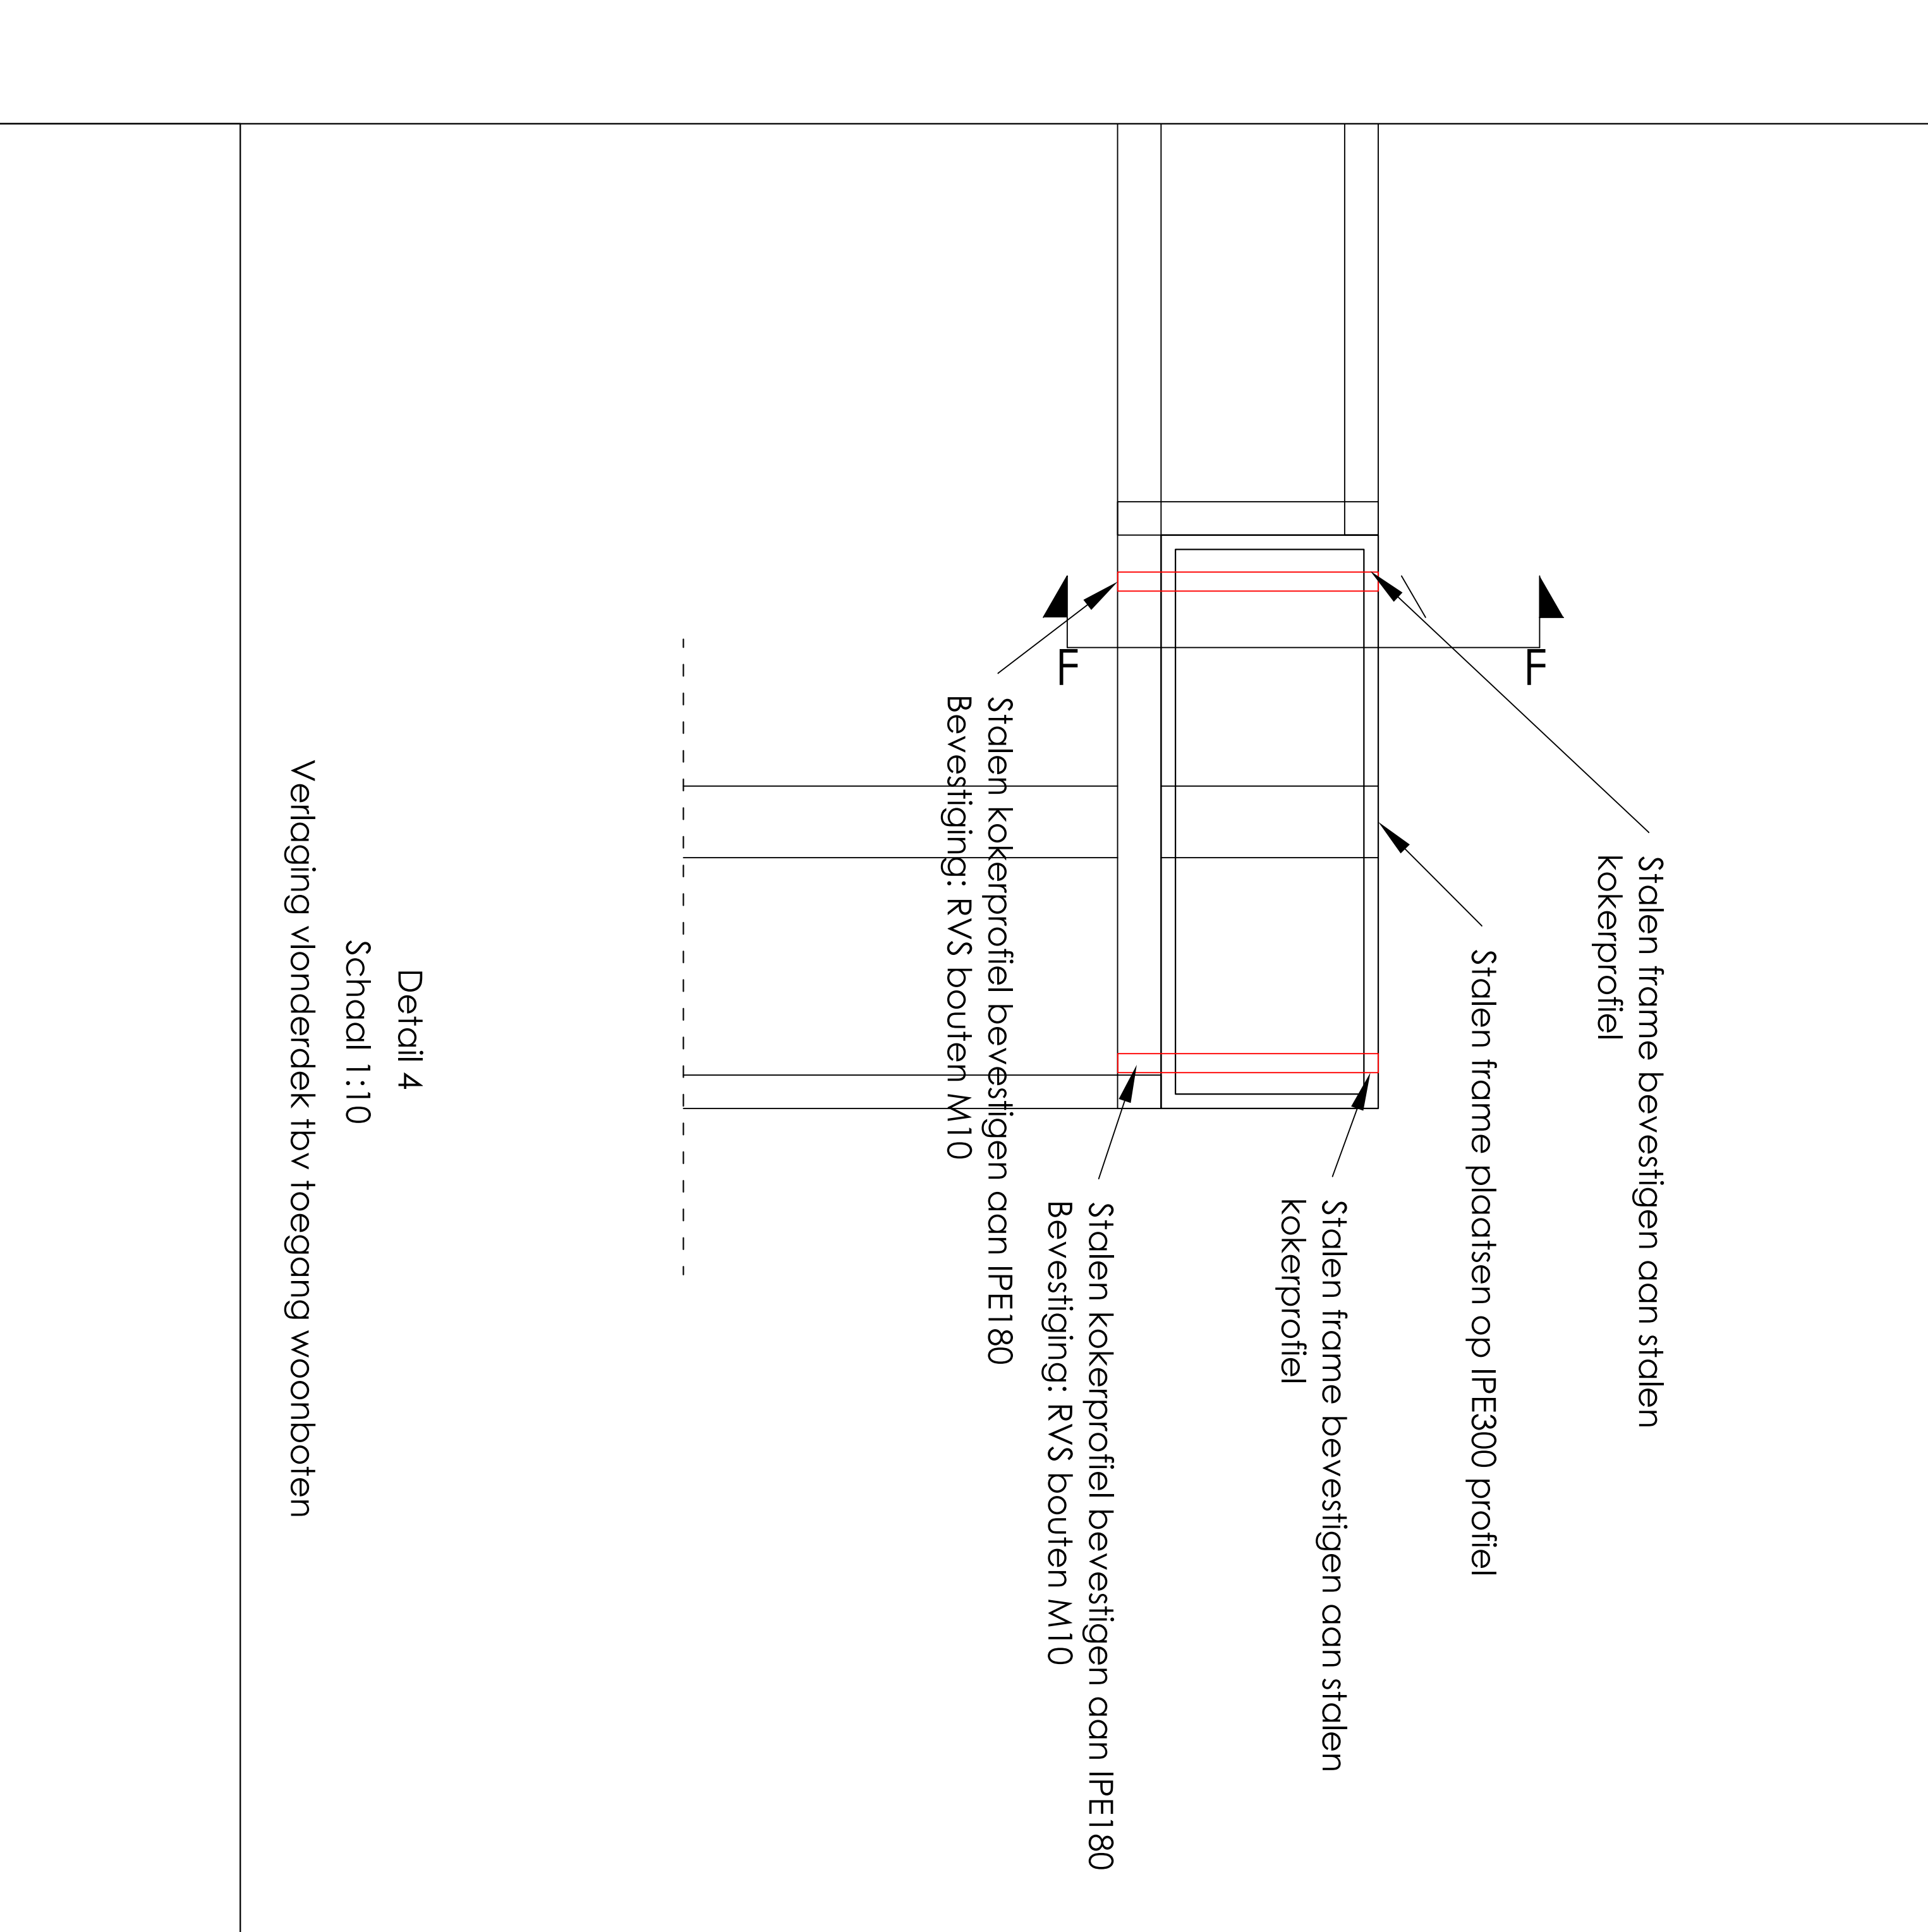 Stalen frame bevestigen aan stalen
kokerprofiel
Stalen frame plaatsen op IPE300 profiel
F
F
Stalen frame bevestigen aan stalen
kokerprofiel
Stalen kokerprofiel bevestigen aan IPE180
Bevestiging: RVS bouten M10
Stalen kokerprofiel bevestigen aan IPE180
Bevestiging: RVS bouten M10
Detail 4
Schaal 1:10
Verlaging vlonderdek tbv toegang woonboten